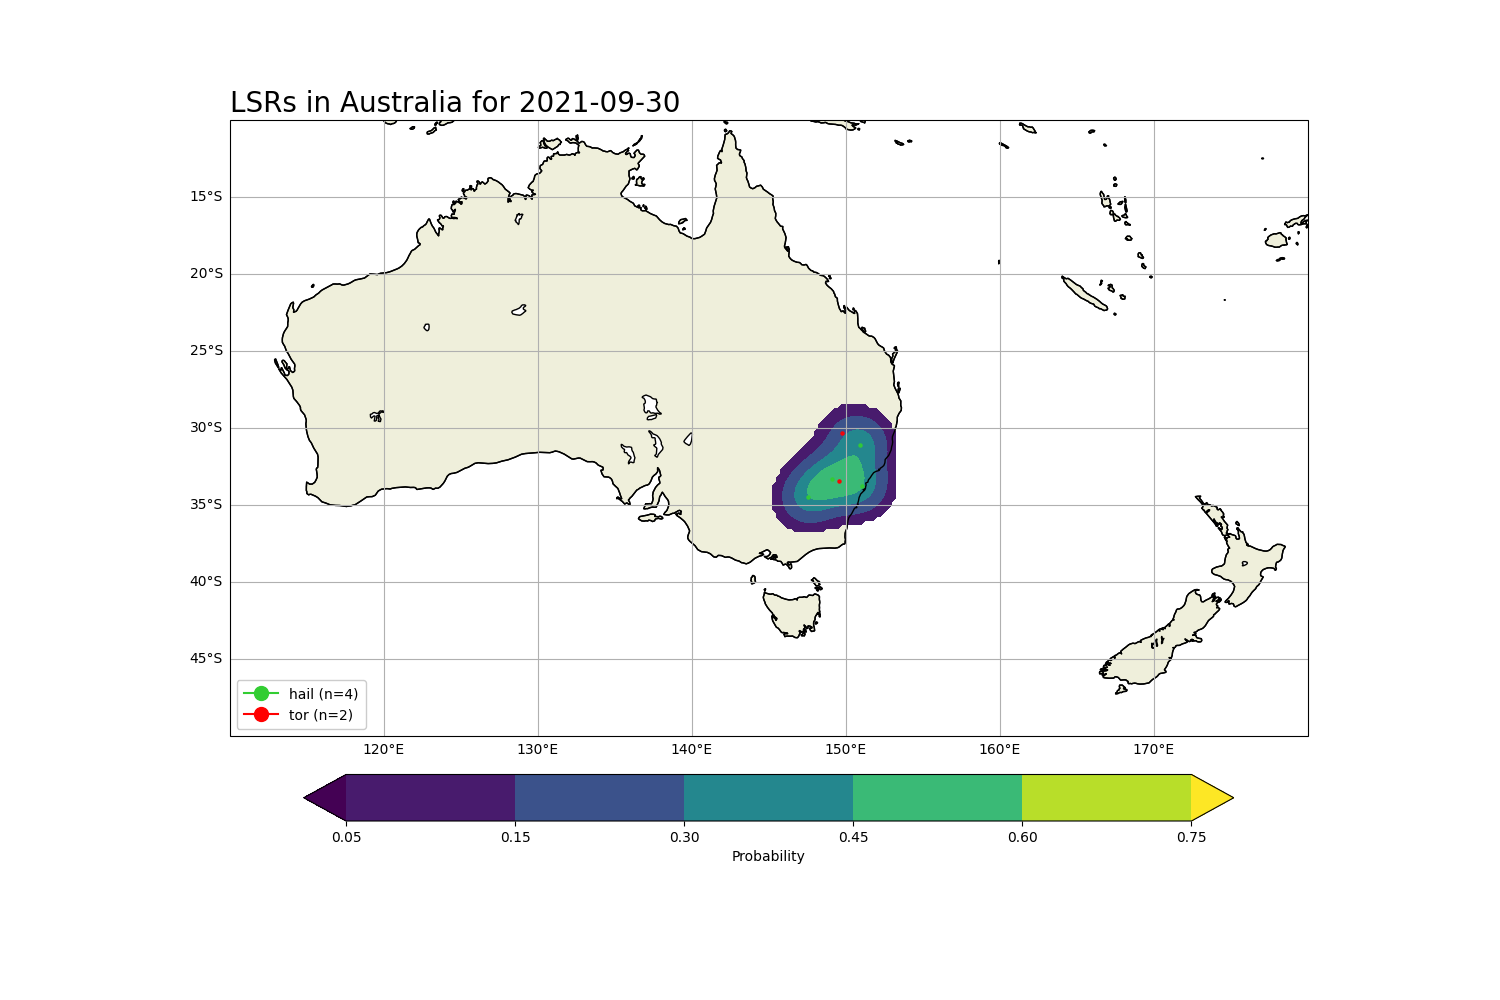 LSRs in Australia for 2021-09-30
15°S
20°S
25°S
30°S
35°S
40°S
45°S
hail (n=4)
tor (n=2)
120°E 130°E 140°E 150°E 160°E 170°E
0.05 0.15 0.30 0.45 0.60 0.75
Probability